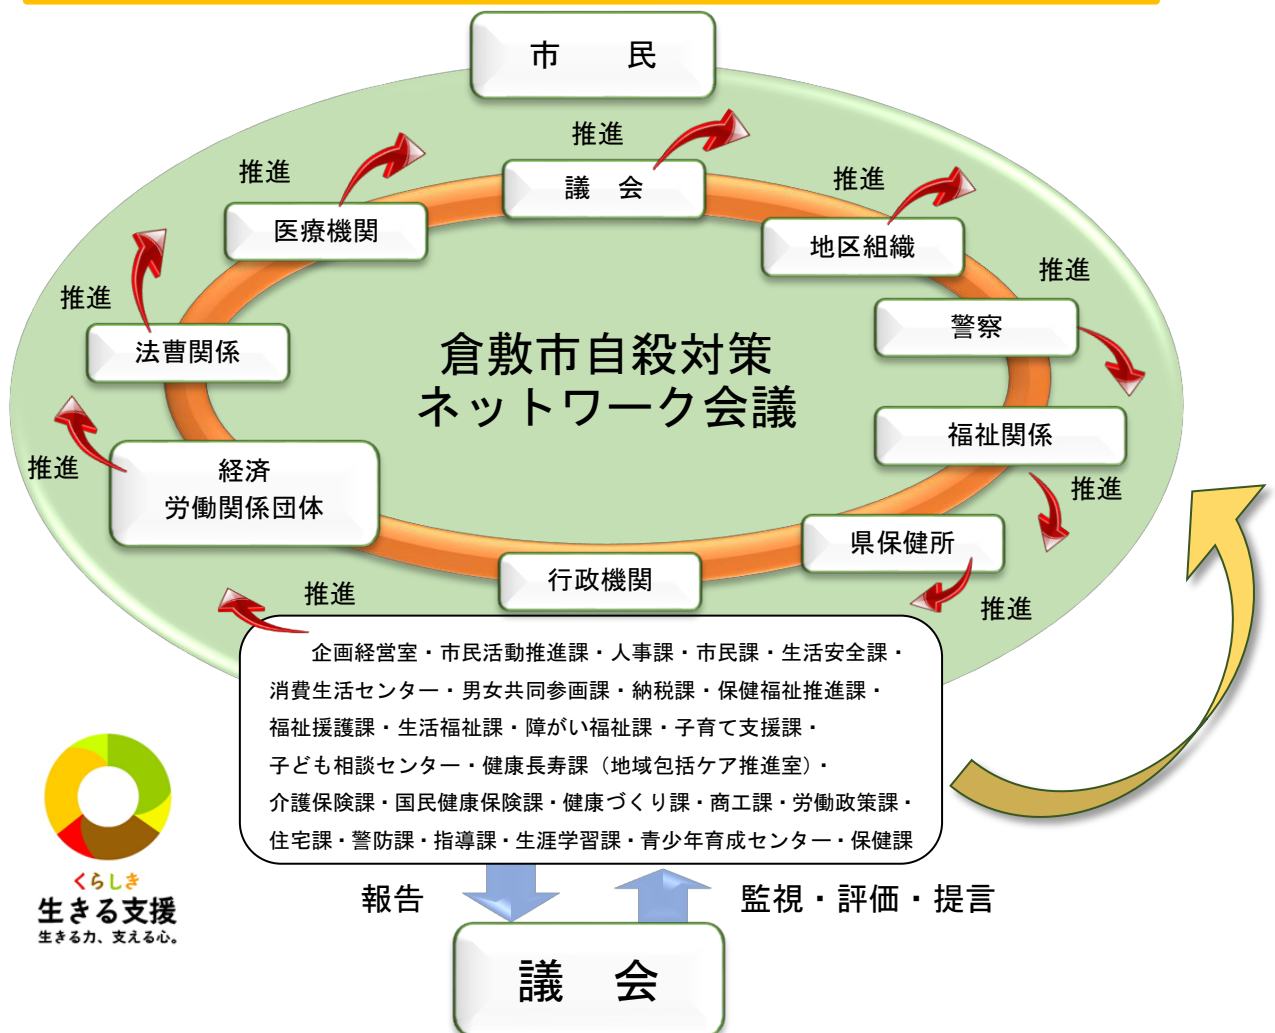 市　民
推進
議　会
推進
医療機関
推進
地区組織
推進
法曹関係
推進
警察
倉敷市自殺対策
ネットワーク会議
福祉関係
推進
経済
労働関係団体
推進
県保健所
推進
行政機関
推進
企画経営室・市民活動推進課・人事課・市民課・生活安全課・
消費生活センター・男女共同参画課・納税課・保健福祉推進課・
福祉援護課・生活福祉課・障がい福祉課・子育て支援課・
子ども相談センター・健康長寿課（地域包括ケア推進室）・
介護保険課・国民健康保険課・健康づくり課・商工課・労働政策課・
住宅課・警防課・指導課・生涯学習課・青少年育成センター・保健課
くらしき
生きる支援
生きる力、支える心。
報告
監視・評価・提言
議　会